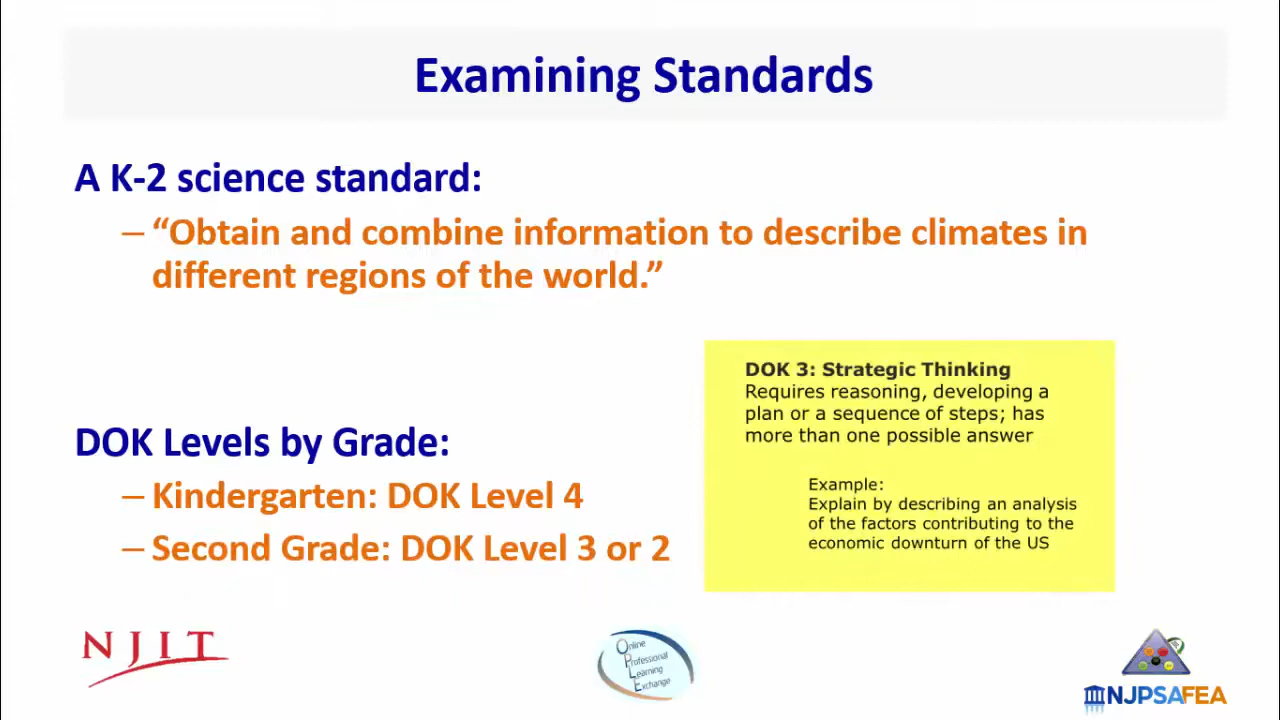 Examining Standards
A K-2 science standard:
– “Obtain and combine information to describe climates in
different regions of the world.”
DOK 3: Strategic Thinking
Requires reasoning, developing a
plan or a sequence of steps; has
more than one possible answer
Example:
Explain by describing an analysis
of the factors contributing to the
economic downturn of the US
DOK Levels by Grade:
– Kindergarten: DOK Level 4
– Second Grade: DOK Level 3 or 2
NJIT
Online
Professional
Learning
Exchange
NJPSAFEA